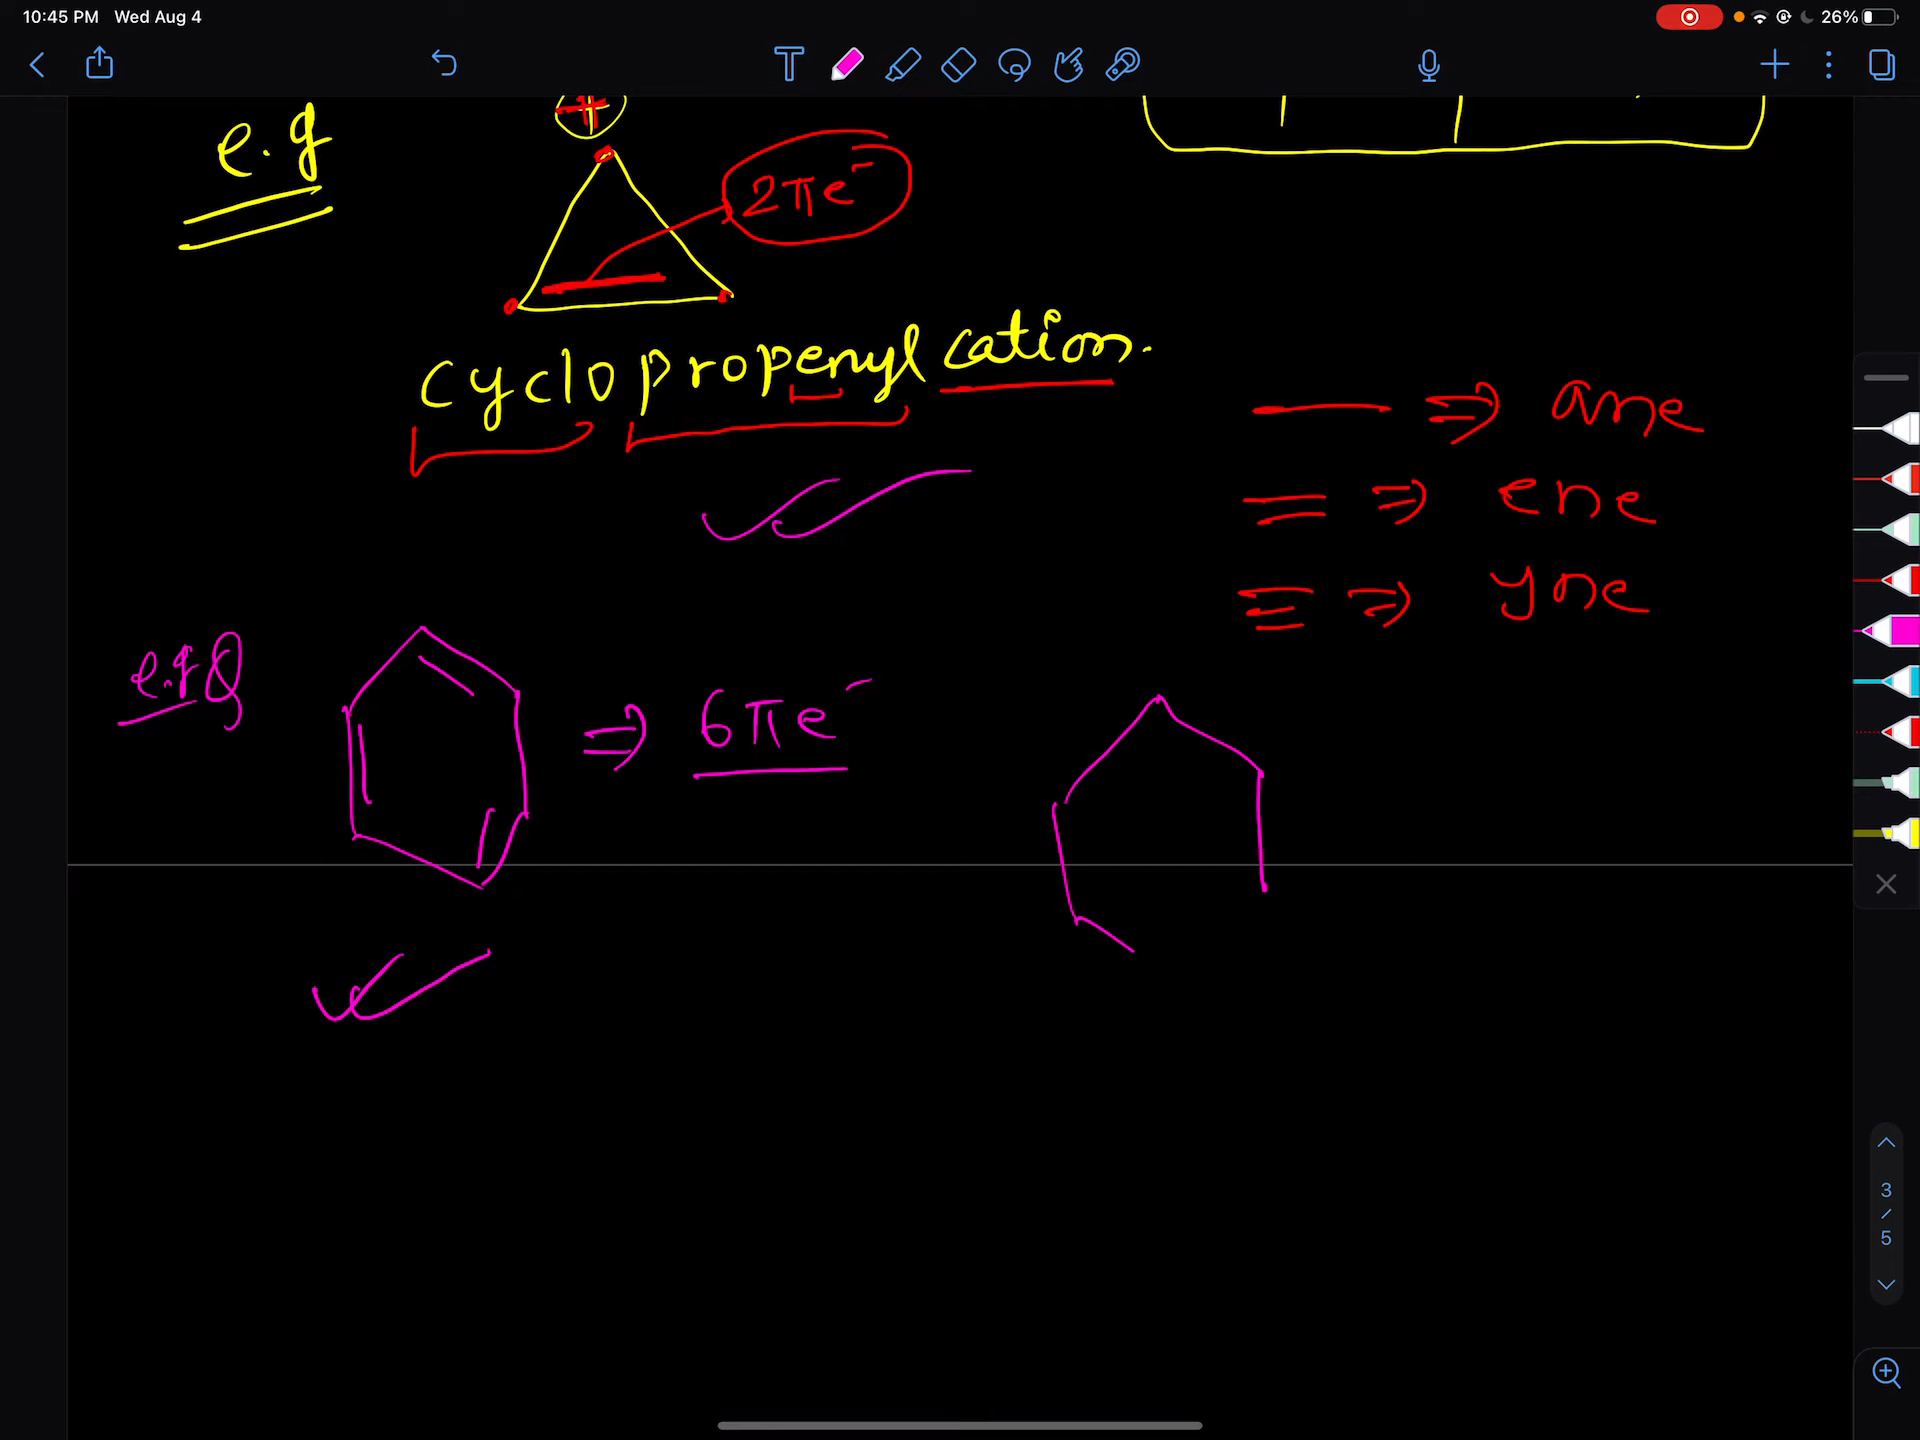 10:45 PM Wed Aug 4
26%
T
e.g
+
2πe⁻
cyclopropenyl cation.
— ⇒ ane
= ⇒ ene
≡ ⇒ yne
e.g
⇒ 6πe⁻
3
/
5